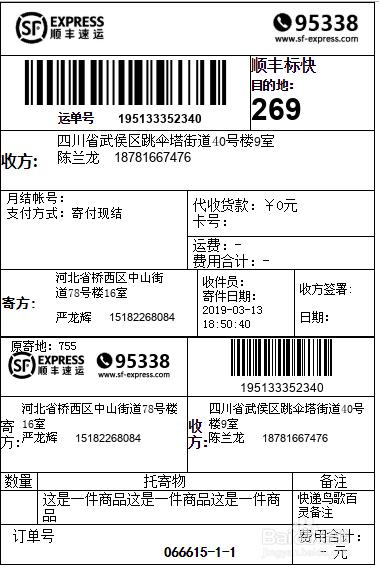 SF EXPRESS
顺丰速运
95338
www.sf-express.com
顺丰标快
目的地：
269
运单号 195133352340
收方:
四川省武侯区跳伞塔街道40号楼9室
陈兰龙 18781667476
月结帐号:
支付方式: 寄付现结
代收货款: ￥0元
卡号:
运费: -
费用合计: -
寄方:
河北省桥西区中山街
道78号楼16室
严龙辉 15182268084
收件员:
寄件日期:
2019-03-13
18:50:40
收方签署:
日期:
原寄地: 755
SF EXPRESS
顺丰速运
95338
www.sf-express.com
195133352340
寄方:
河北省桥西区中山街道78号楼
16室
严龙辉 15182268084
收方:
四川省武侯区跳伞塔街道40号
楼9室
陈兰龙 18781667476
数量 托寄物 备注
这是一件商品这是一件商品这是一件商
品
快递鸟歌百
灵备注
订单号
066615-1-1
费用合计:
- 元